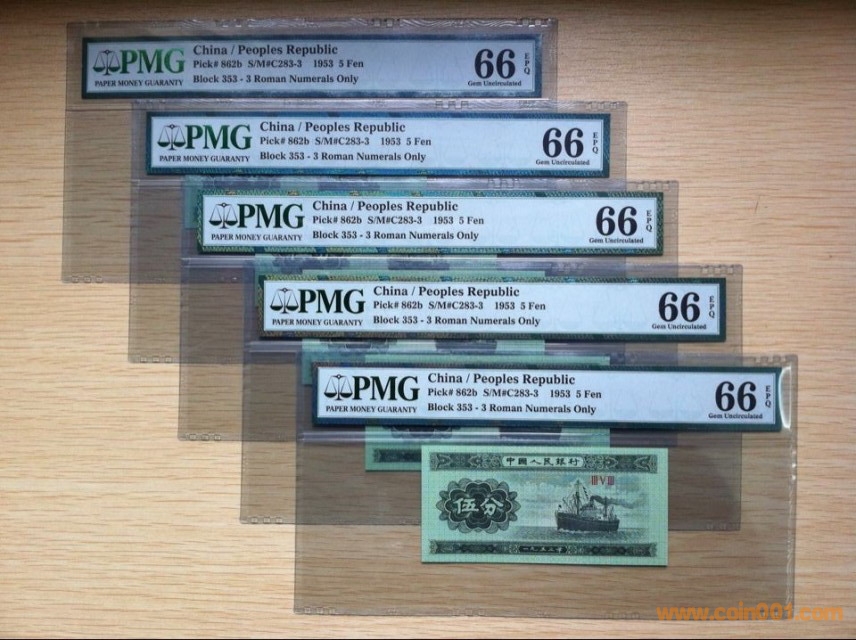 PMG
PAPER MONEY GUARANTY
China / Peoples Republic
Pick# 862b S/M#C283-3 1953 5 Fen
Block 353 - 3 Roman Numerals Only
66 EPQ
Gem Uncirculated
PMG
PAPER MONEY GUARANTY
China / Peoples Republic
Pick# 862b S/M#C283-3 1953 5 Fen
Block 353 - 3 Roman Numerals Only
66 EPQ
Gem Uncirculated
PMG
PAPER MONEY GUARANTY
China / Peoples Republic
Pick# 862b S/M#C283-3 1953 5 Fen
Block 353 - 3 Roman Numerals Only
66 EPQ
Gem Uncirculated
PMG
PAPER MONEY GUARANTY
China / Peoples Republic
Pick# 862b S/M#C283-3 1953 5 Fen
Block 353 - 3 Roman Numerals Only
66 EPQ
Gem Uncirculated
PMG
PAPER MONEY GUARANTY
China / Peoples Republic
Pick# 862b S/M#C283-3 1953 5 Fen
Block 353 - 3 Roman Numerals Only
66 EPQ
Gem Uncirculated
中國人民銀行
III V III
伍分
一九五三年
www.coin001.com